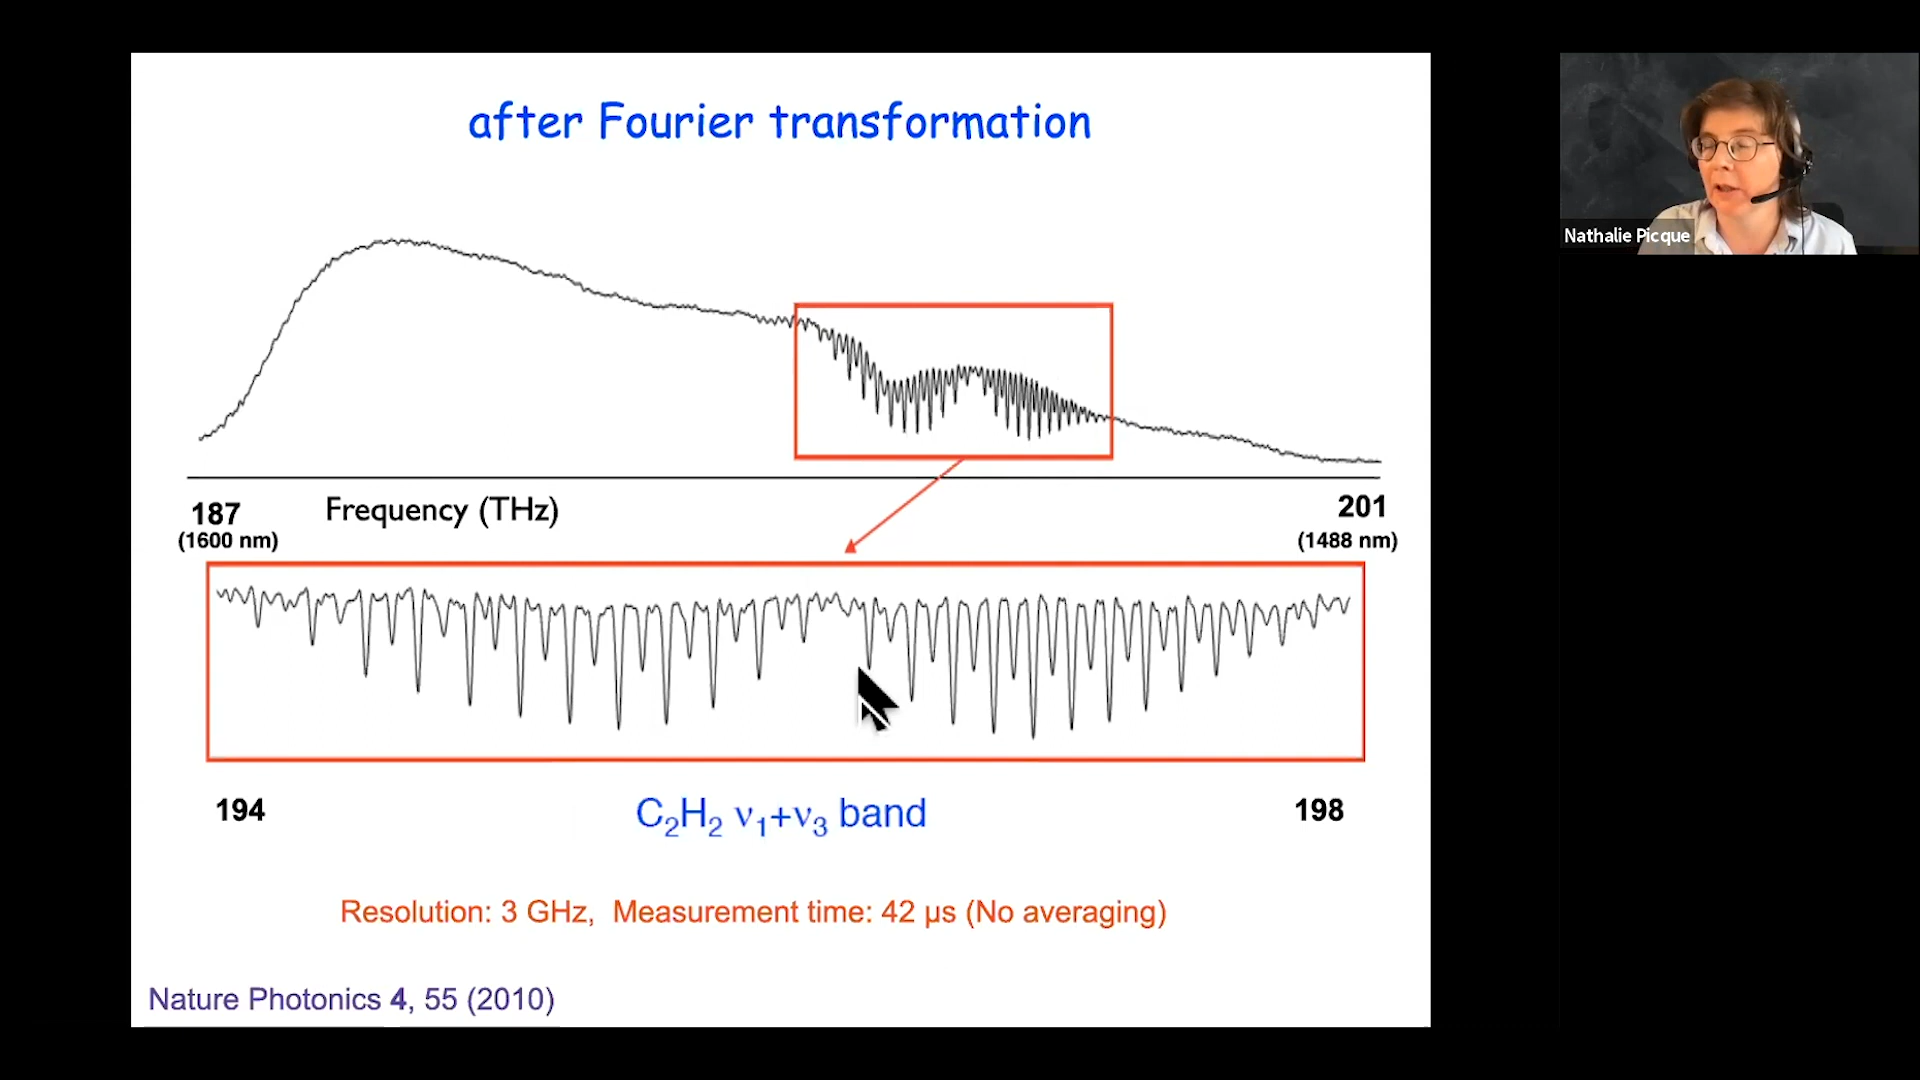 after Fourier transformation
Nathalie Picque
187
Frequency (THz)
201
(1600 nm)
(1488 nm)
194
C₂H₂ ν₁+ν₃ band
198
Resolution: 3 GHz, Measurement time: 42 µs (No averaging)
Nature Photonics 4, 55 (2010)